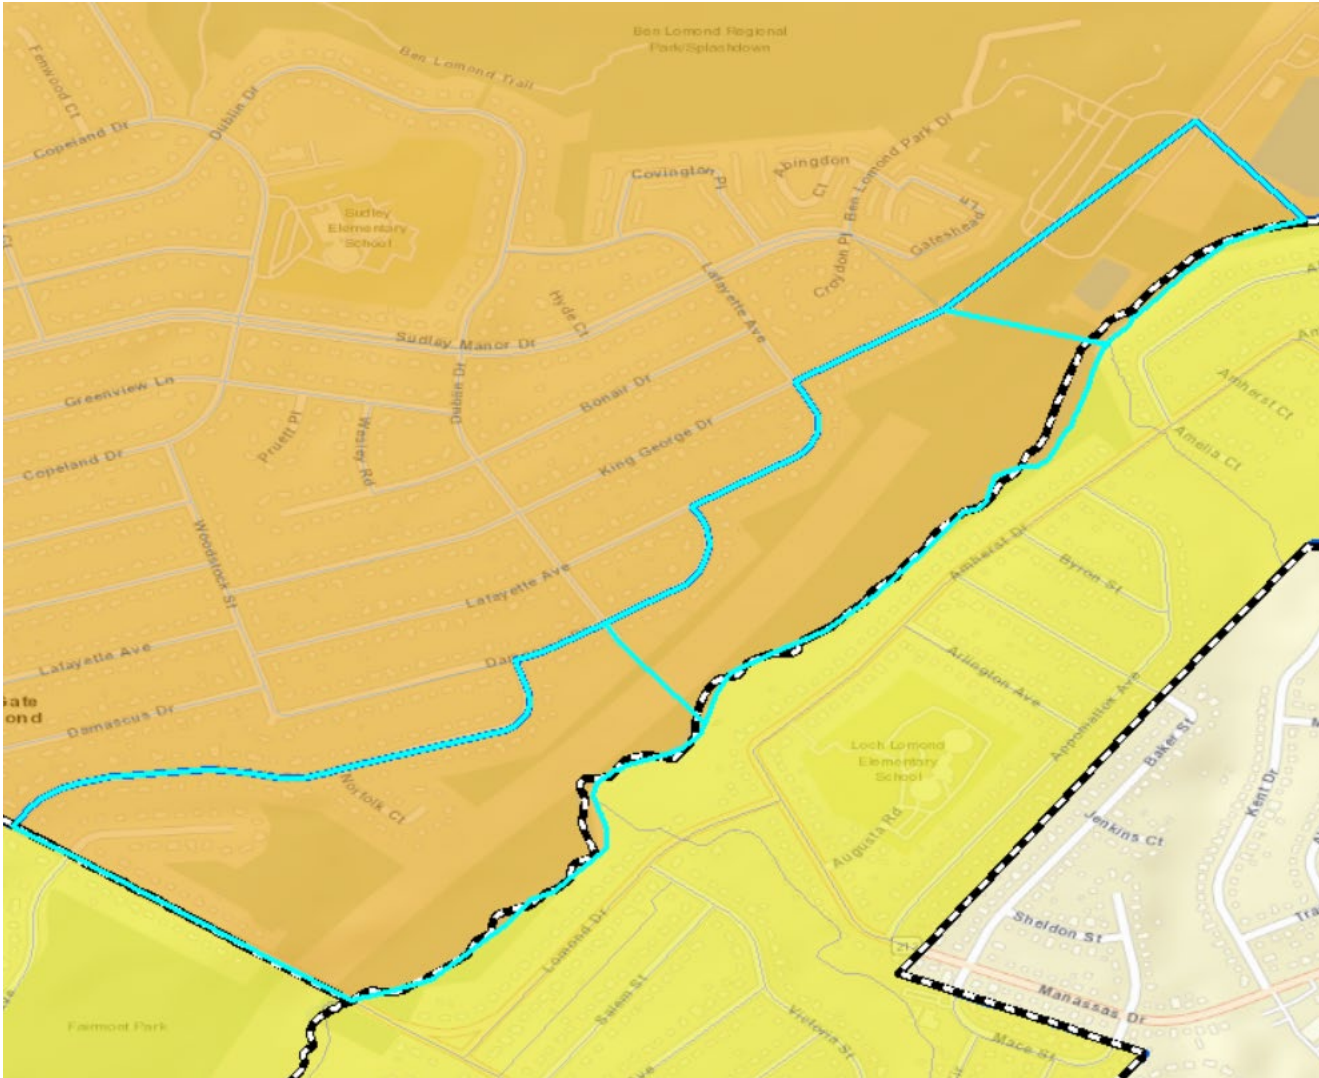 Ben Lomond Regional
Park/Splashdown
Fenwood Ct
Ben Lomond Trail
Copeland Dr
Dublin Dr
Covington Pl
Abingdon
Ct
Ben Lomond Park Dr
Ln
Gateshead
Croydon Pl
Sudley
Elementary
School
Ct
Hyde Ct
Lafayette Ave
Sudley Manor Dr
Greenview Ln
Dublin Dr
Bonair Dr
Pruett Pl
Wesley Rd
King George Dr
Copeland Dr
Amherst Ct
Amelia Ct
Woodstock St
Amherst Dr
Byron St
Lafayette Ave
Lafayette Ave
Arlington Ave
Damascus Dr
Appomattox Ave
Baker St
Loch Lomond
Elementary
School
Norfolk Ct
Augusta Rd
Jenkins Ct
Kent Dr
Sheldon St
Lomond Dr
Salem St
Manassas Dr
Mace St
Victoria St
Fairmont Park